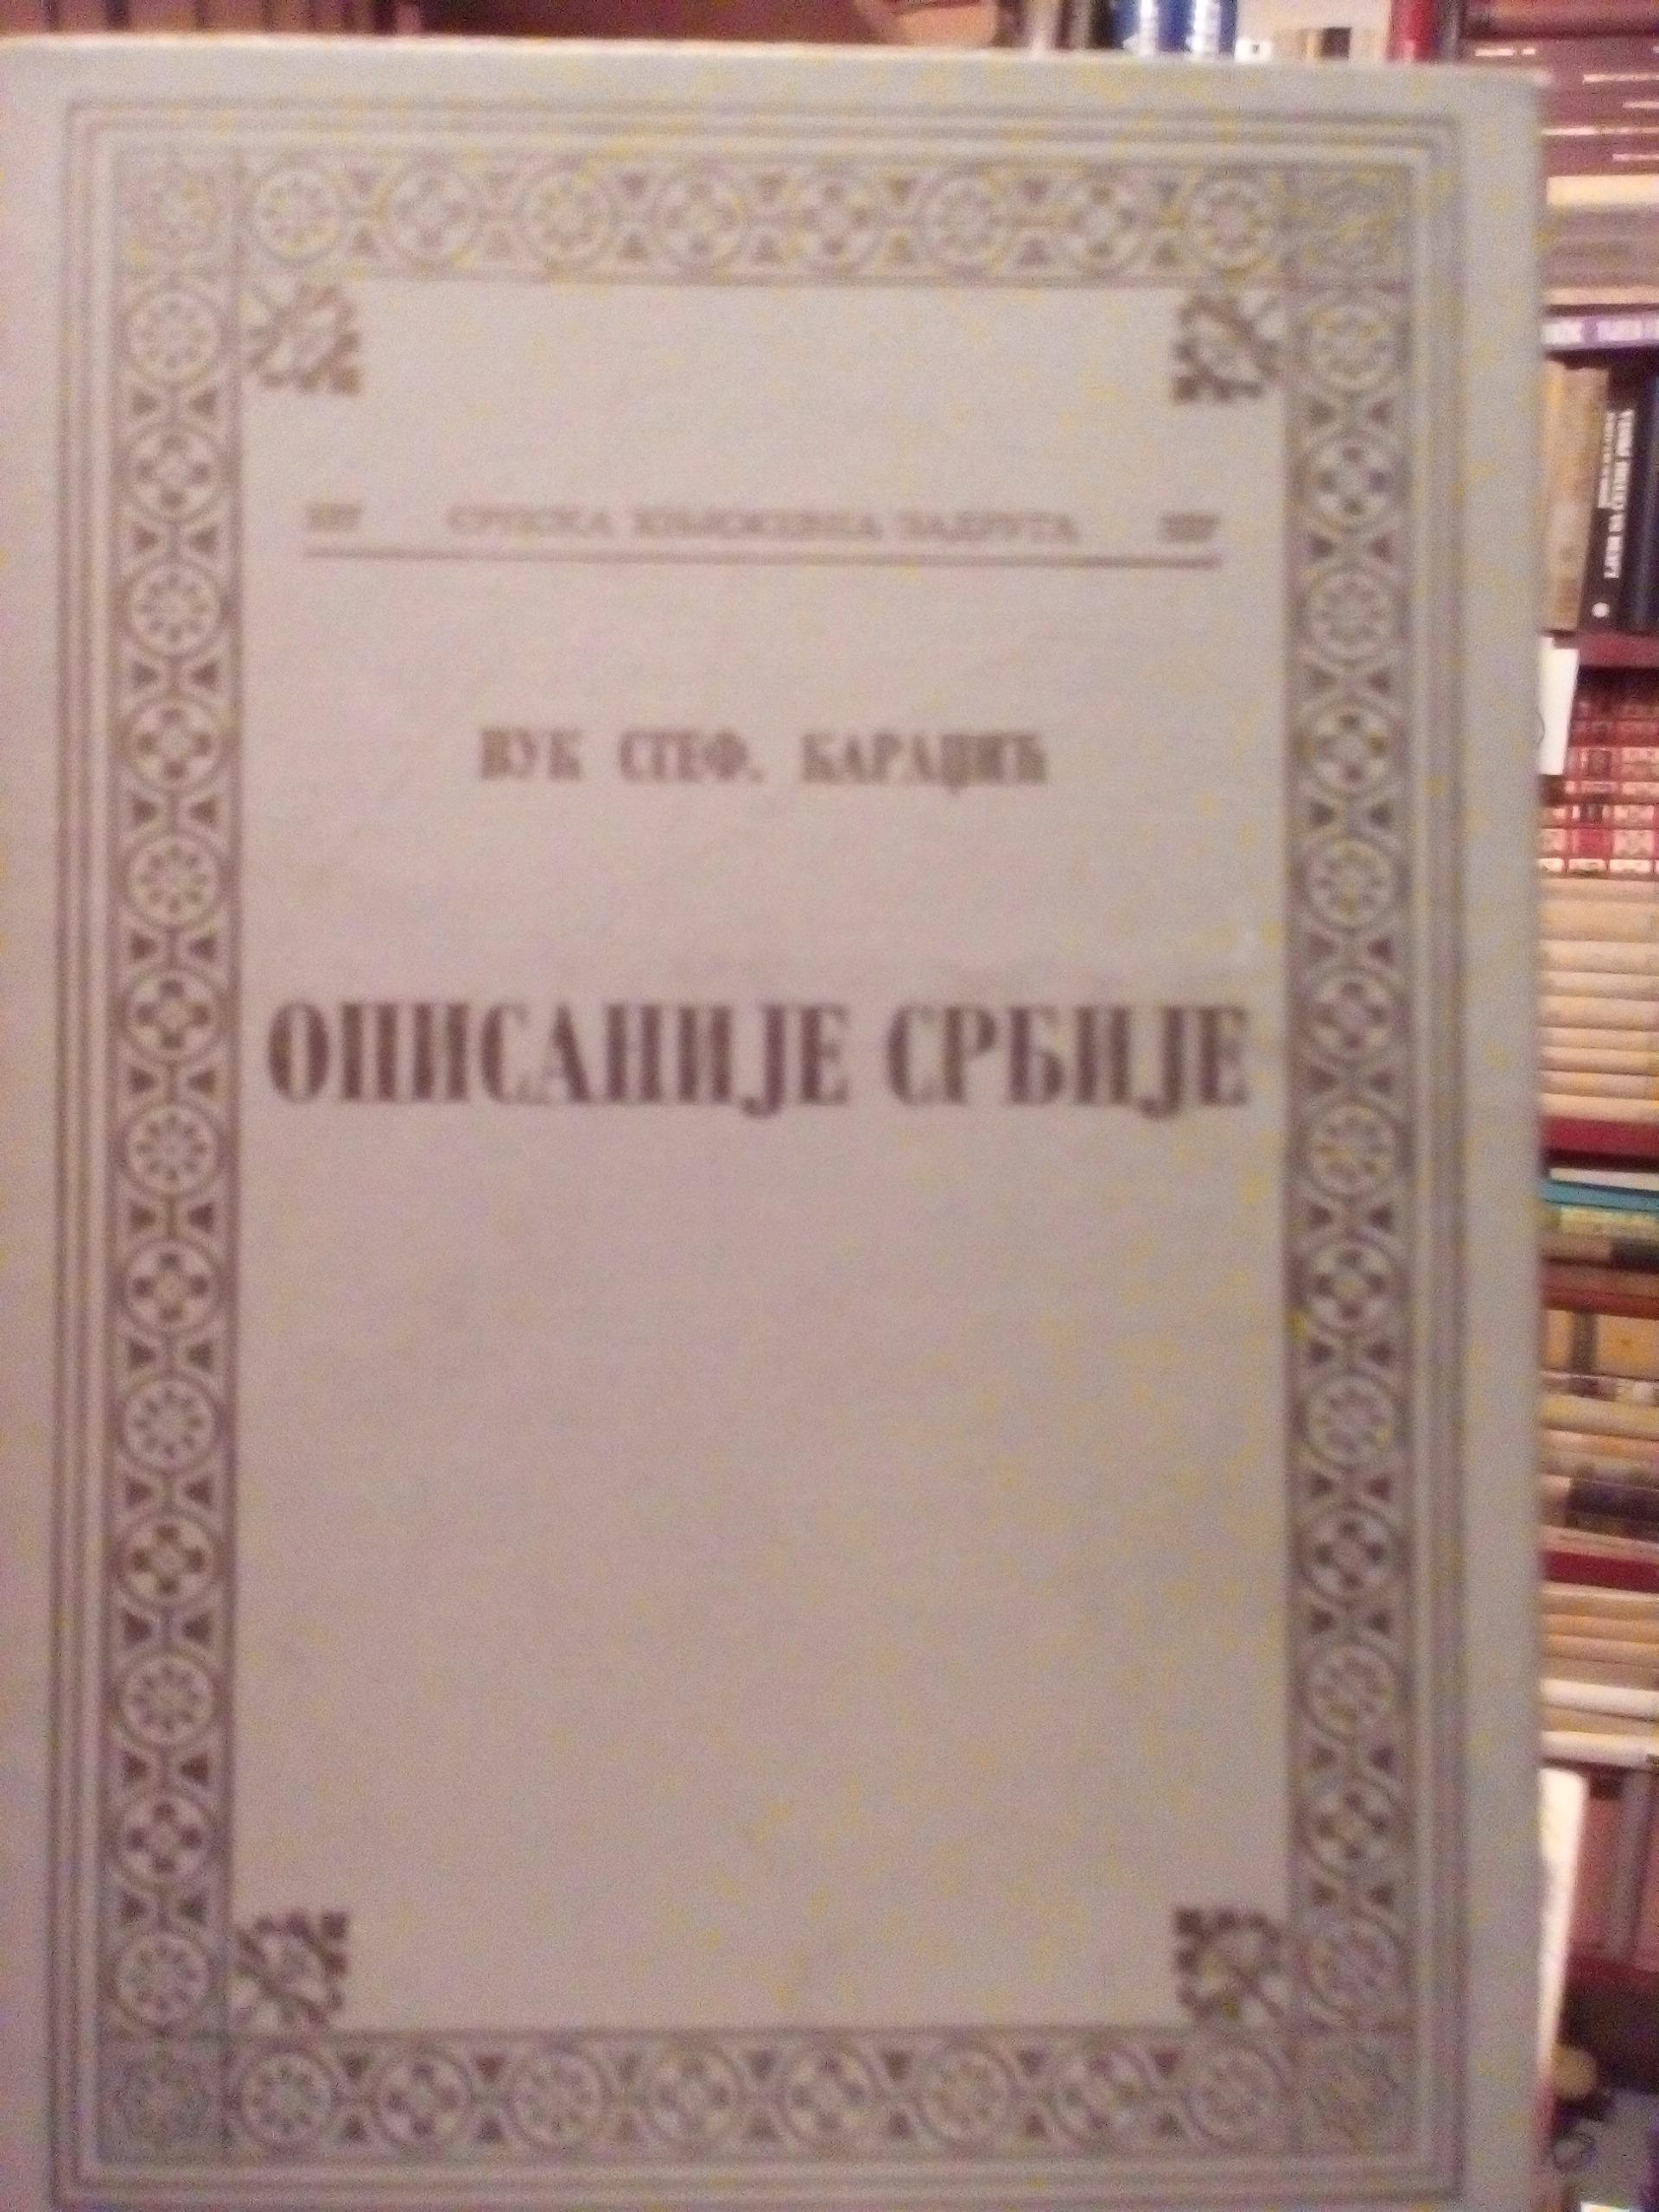 СРПСКА КЊИЖЕВНА ЗАДРУГА
ВУК СТЕФ. КАРАЏИЋ
ОПИСАНИЈЕ СРБИЈЕ